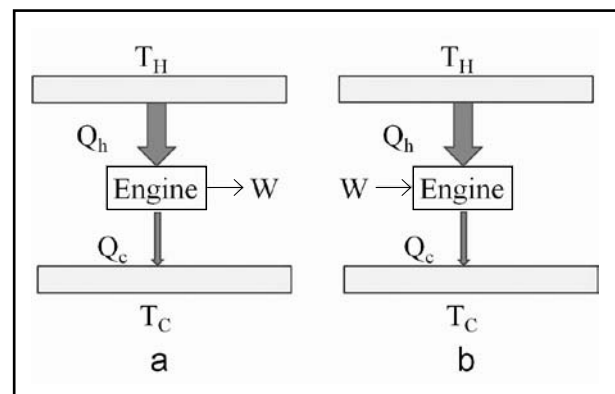 T_H
Q_h
Engine
W
Q_c
T_C
a
T_H
Q_h
W
Engine
Q_c
T_C
b